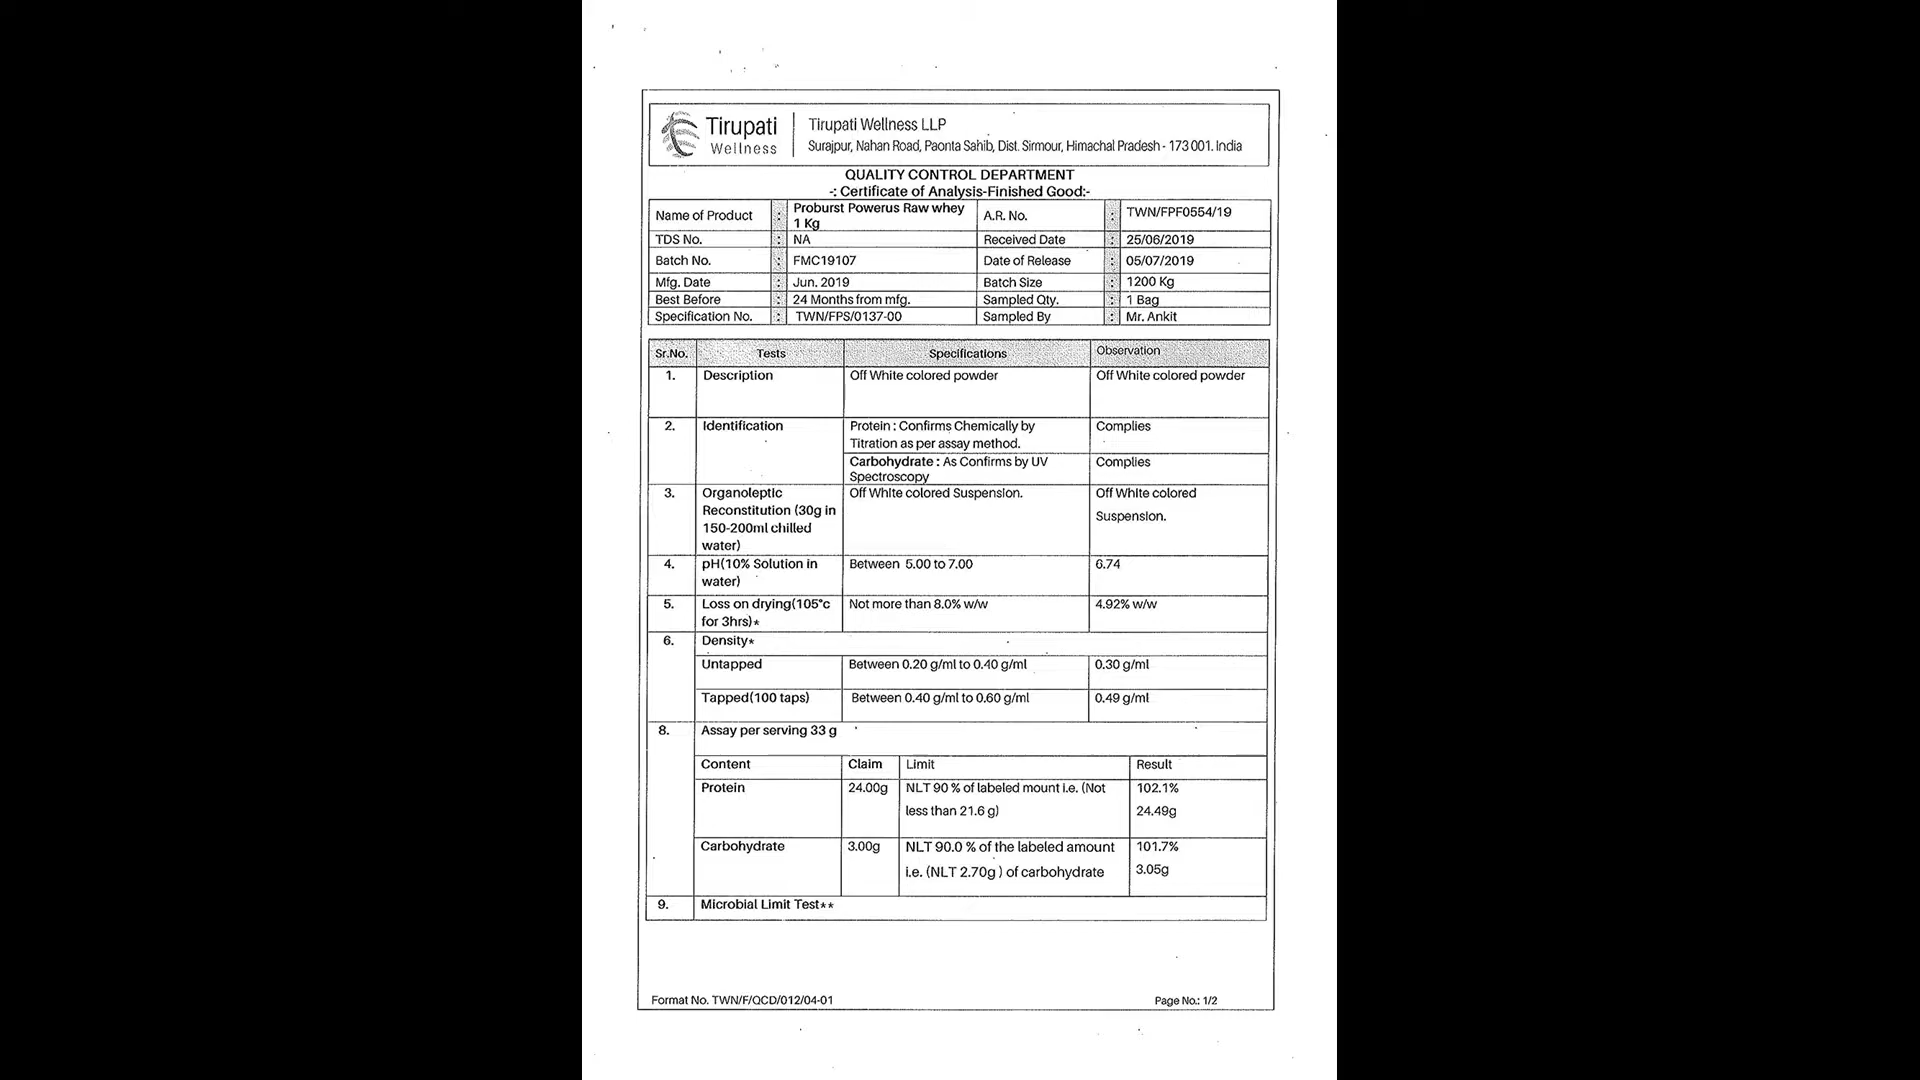 Tirupati
Wellness
Tirupati Wellness LLP
Surajpur, Nahan Road, Paonta Sahib, Dist. Sirmour, Himachal Pradesh - 173 001. India
QUALITY CONTROL DEPARTMENT
-: Certificate of Analysis-Finished Good:-
Name of Product : Proburst Powerus Raw whey 1 Kg A.R. No. : TWN/FPF0554/19
TDS No. : NA Received Date : 25/06/2019
Batch No. : FMC19107 Date of Release : 05/07/2019
Mfg. Date : Jun. 2019 Batch Size : 1200 Kg
Best Before : 24 Months from mfg. Sampled Qty. : 1 Bag
Specification No. : TWN/FPS/0137-00 Sampled By : Mr. Ankit
Sr.No. Tests Specifications Observation
1. Description Off White colored powder Off White colored powder
2. Identification Protein : Confirms Chemically by Complies
Titration as per assay method.
Carbohydrate : As Confirms by UV Complies
Spectroscopy
3. Organoleptic Off White colored Suspension. Off White colored
Reconstitution (30g in Suspension.
150-200ml chilled
water)
4. pH(10% Solution in Between 5.00 to 7.00 6.74
water)
5. Loss on drying(105°c Not more than 8.0% w/w 4.92% w/w
for 3hrs)*
6. Density*
Untapped Between 0.20 g/ml to 0.40 g/ml 0.30 g/ml
Tapped(100 taps) Between 0.40 g/ml to 0.60 g/ml 0.49 g/ml
8. Assay per serving 33 g
Content Claim Limit Result
Protein 24.00g NLT 90 % of labeled mount i.e. (Not 102.1%
less than 21.6 g) 24.49g
Carbohydrate 3.00g NLT 90.0 % of the labeled amount 101.7%
i.e. (NLT 2.70g ) of carbohydrate 3.05g
9. Microbial Limit Test**
Format No. TWN/F/QCD/012/04-01 Page No.: 1/2